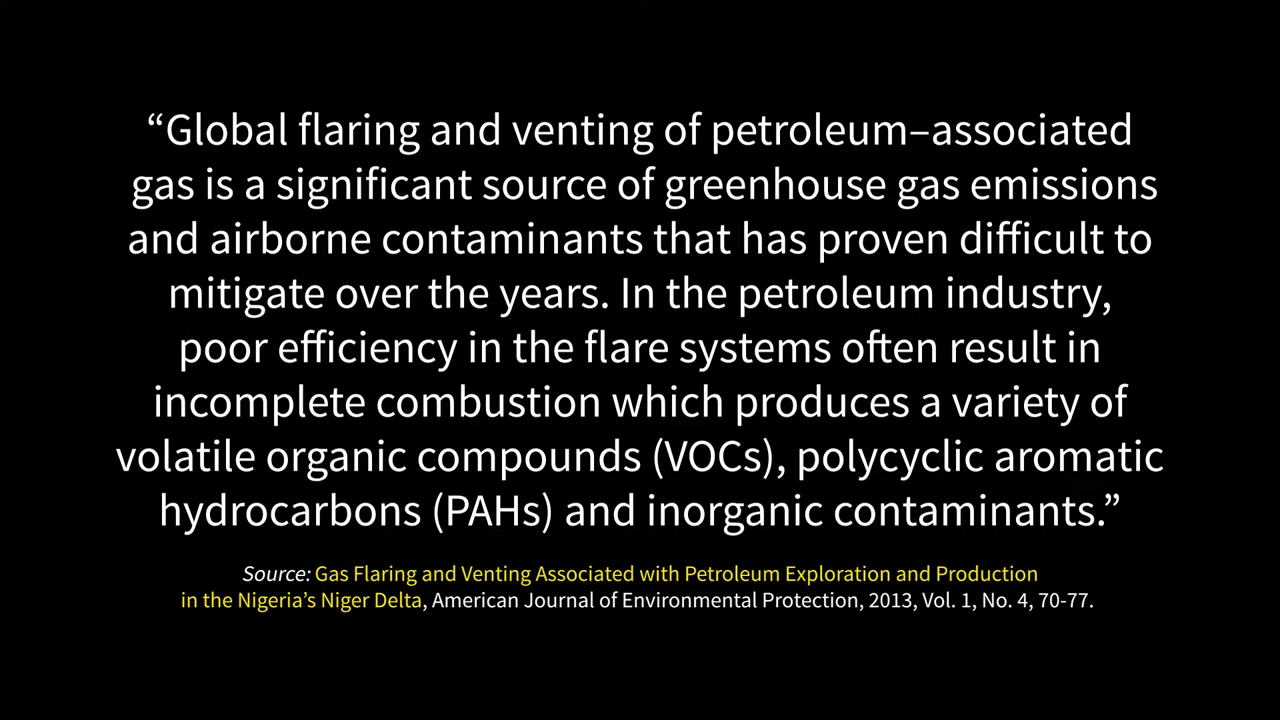 “Global flaring and venting of petroleum–associated
gas is a significant source of greenhouse gas emissions
and airborne contaminants that has proven difficult to
mitigate over the years. In the petroleum industry,
poor efficiency in the flare systems often result in
incomplete combustion which produces a variety of
volatile organic compounds (VOCs), polycyclic aromatic
hydrocarbons (PAHs) and inorganic contaminants.”
Source: Gas Flaring and Venting Associated with Petroleum Exploration and Production
in the Nigeria’s Niger Delta, American Journal of Environmental Protection, 2013, Vol. 1, No. 4, 70-77.